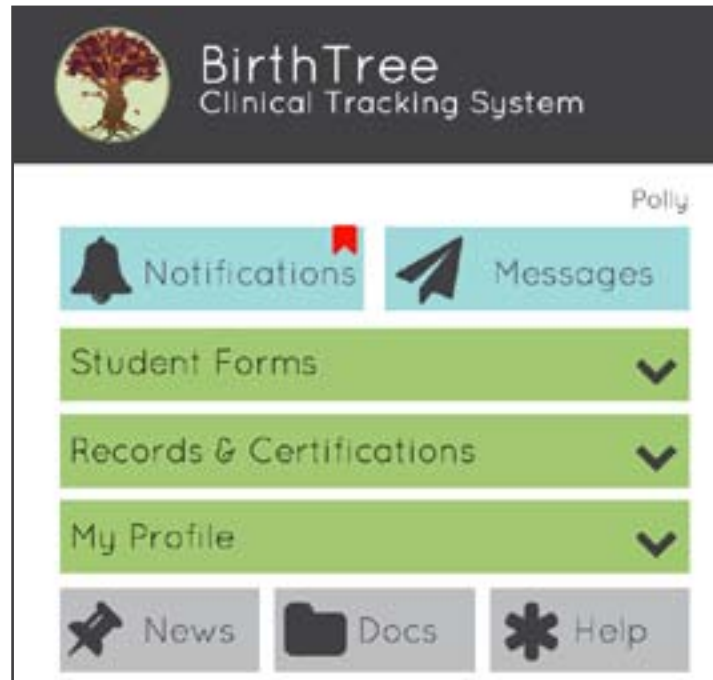 BirthTree
Clinical Tracking System
Polly
Notifications Messages
Student Forms
Records & Certifications
My Profile
News Docs Help